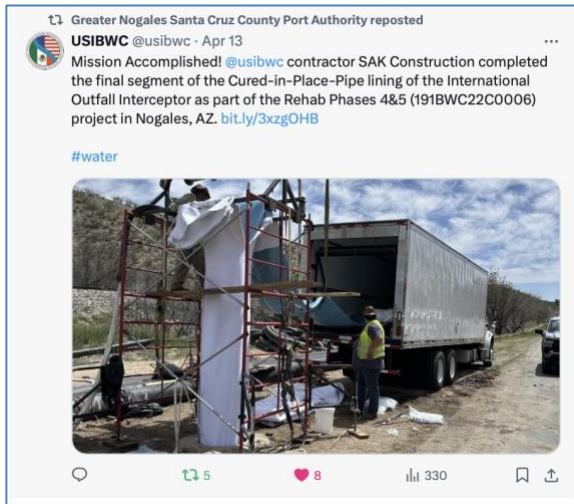 Greater Nogales Santa Cruz County Port Authority reposted
USIBWC @usibwc · Apr 13
Mission Accomplished! @usibwc contractor SAK Construction completed
the final segment of the Cured-in-Place-Pipe lining of the International
Outfall Interceptor as part of the Rehab Phases 4&5 (191BWC22C0006)
project in Nogales, AZ. bit.ly/3xzgOHB
#water
5 8 330